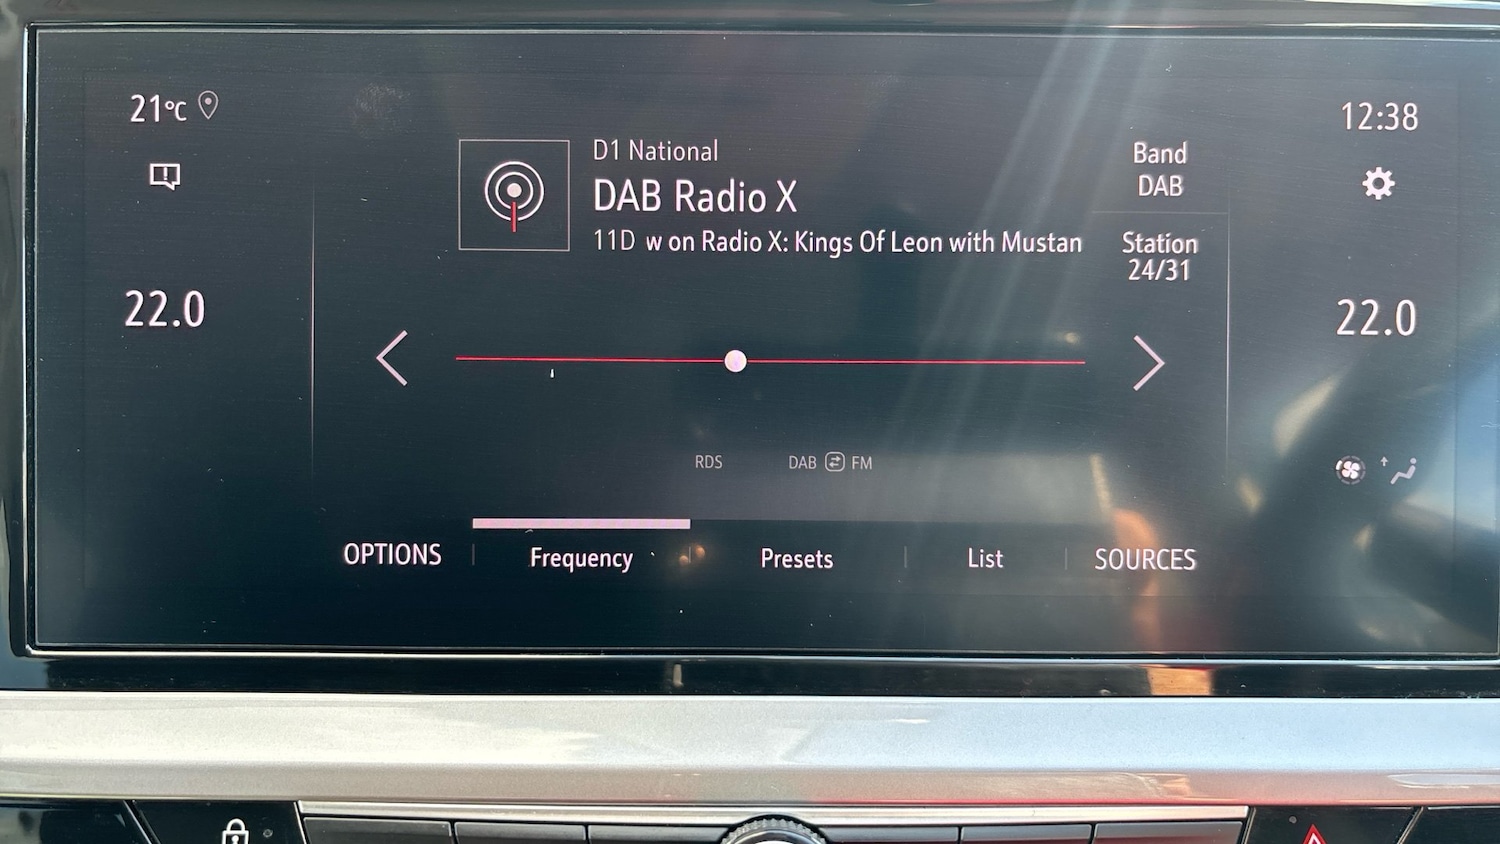 21°C
12:38
D1 National
DAB Radio X
11D w on Radio X: Kings Of Leon with Mustan
Band
DAB
Station
24/31
22.0
22.0
RDS
DAB FM
OPTIONS
Frequency
Presets
List
SOURCES